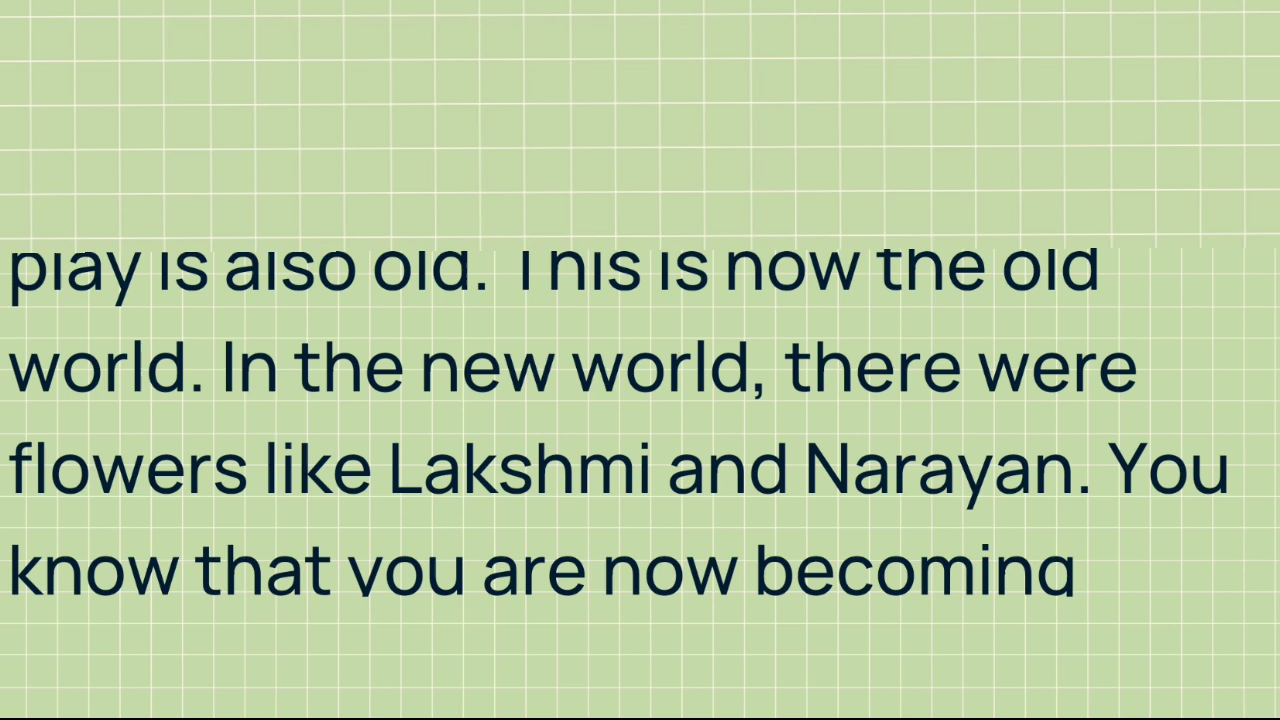 play is also old. This is now the old
world. In the new world, there were
flowers like Lakshmi and Narayan. You
know that you are now becoming